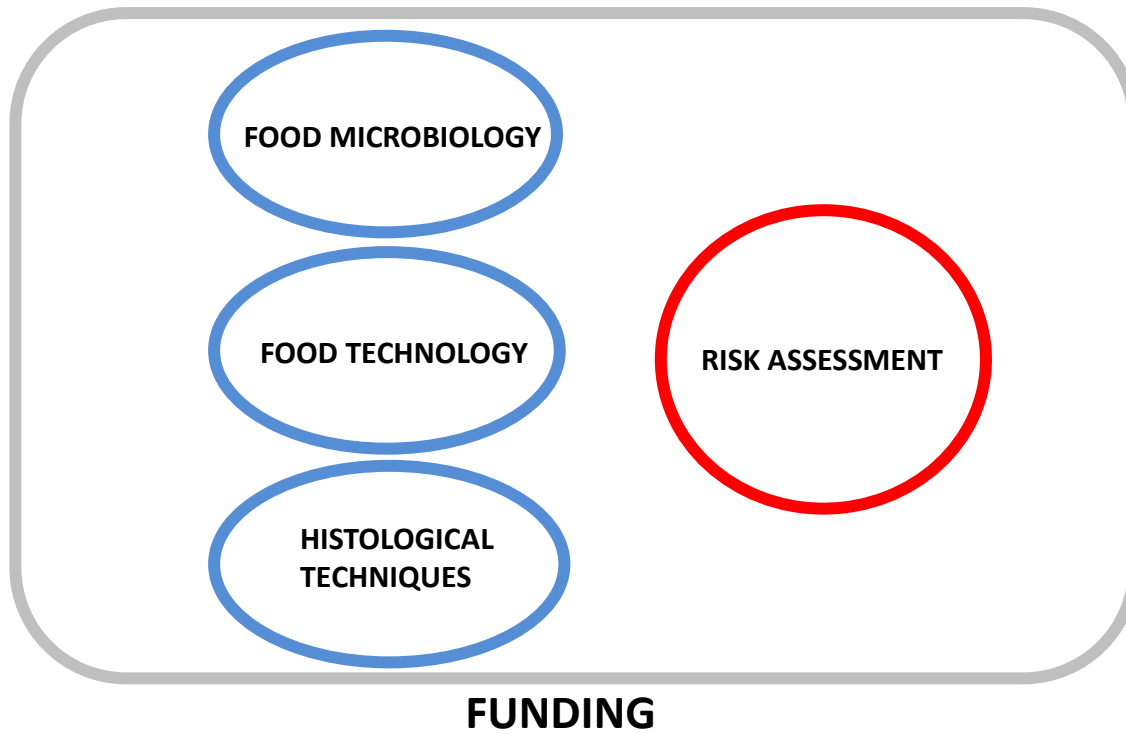 FOOD MICROBIOLOGY
FOOD TECHNOLOGY
RISK ASSESSMENT
HISTOLOGICAL
TECHNIQUES
FUNDING